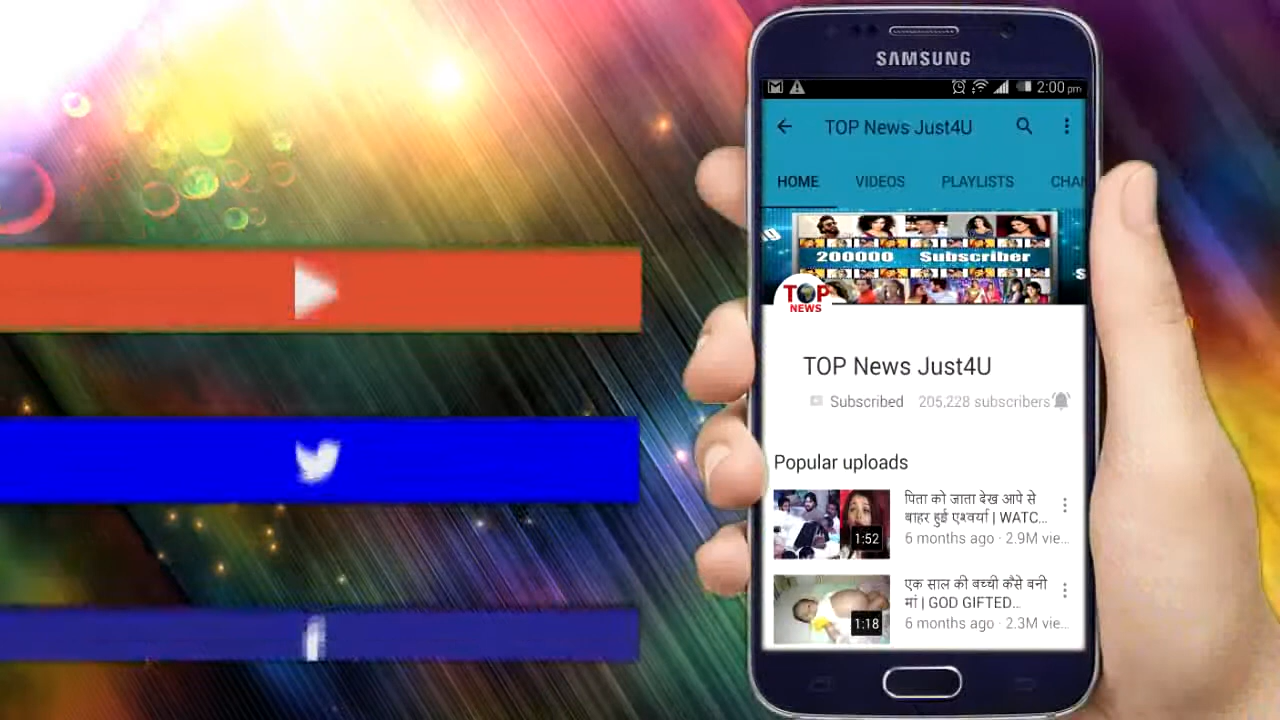 SAMSUNG
2:00 pm
TOP News Just4U
HOME VIDEOS PLAYLISTS CHAN
200000 Subscriber
TOP
NEWS
TOP News Just4U
Subscribed 205,228 subscribers
Popular uploads
पिता को जाता देख आपे से
बाहर हुई एश्वर्या | WATC...
1:52
6 months ago · 2.9M vie...
एक साल की बच्ची कैसे बनी
मां | GOD GIFTED...
1:18
6 months ago · 2.3M vie...